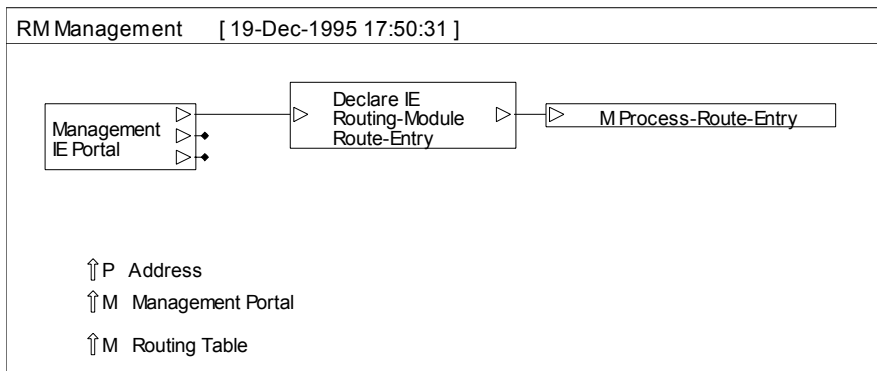 RM Management [ 19-Dec-1995 17:50:31 ]
Management
IE Portal
Declare IE
Routing-Module
Route-Entry
M Process-Route-Entry
⇧P Address
⇧M Management Portal
⇧M Routing Table